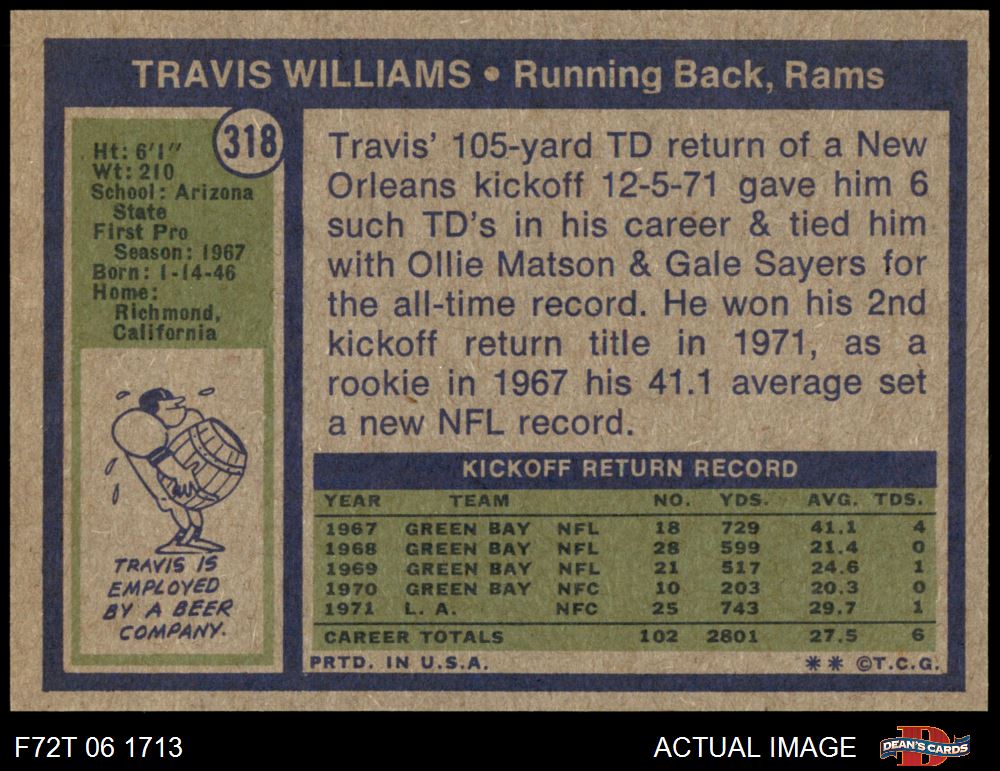 TRAVIS WILLIAMS • Running Back, Rams
318
Ht: 6'1"
Wt: 210
School: Arizona
State
First Pro
Season: 1967
Born: 1-14-46
Home:
Richmond,
California
TRAVIS IS
EMPLOYED
BY A BEER
COMPANY.
Travis' 105-yard TD return of a New
Orleans kickoff 12-5-71 gave him 6
such TD's in his career & tied him
with Ollie Matson & Gale Sayers for
the all-time record. He won his 2nd
kickoff return title in 1971, as a
rookie in 1967 his 41.1 average set
a new NFL record.
KICKOFF RETURN RECORD
YEAR TEAM NO. YDS. AVG. TDS.
1967 GREEN BAY NFL 18 729 41.1 4
1968 GREEN BAY NFL 28 599 21.4 0
1969 GREEN BAY NFL 21 517 24.6 1
1970 GREEN BAY NFC 10 203 20.3 0
1971 L. A. NFC 25 743 29.7 1
CAREER TOTALS 102 2801 27.5 6
PRTD. IN U.S.A. ** ©T.C.G.
F72T 06 1713 ACTUAL IMAGE DEAN'S CARDS